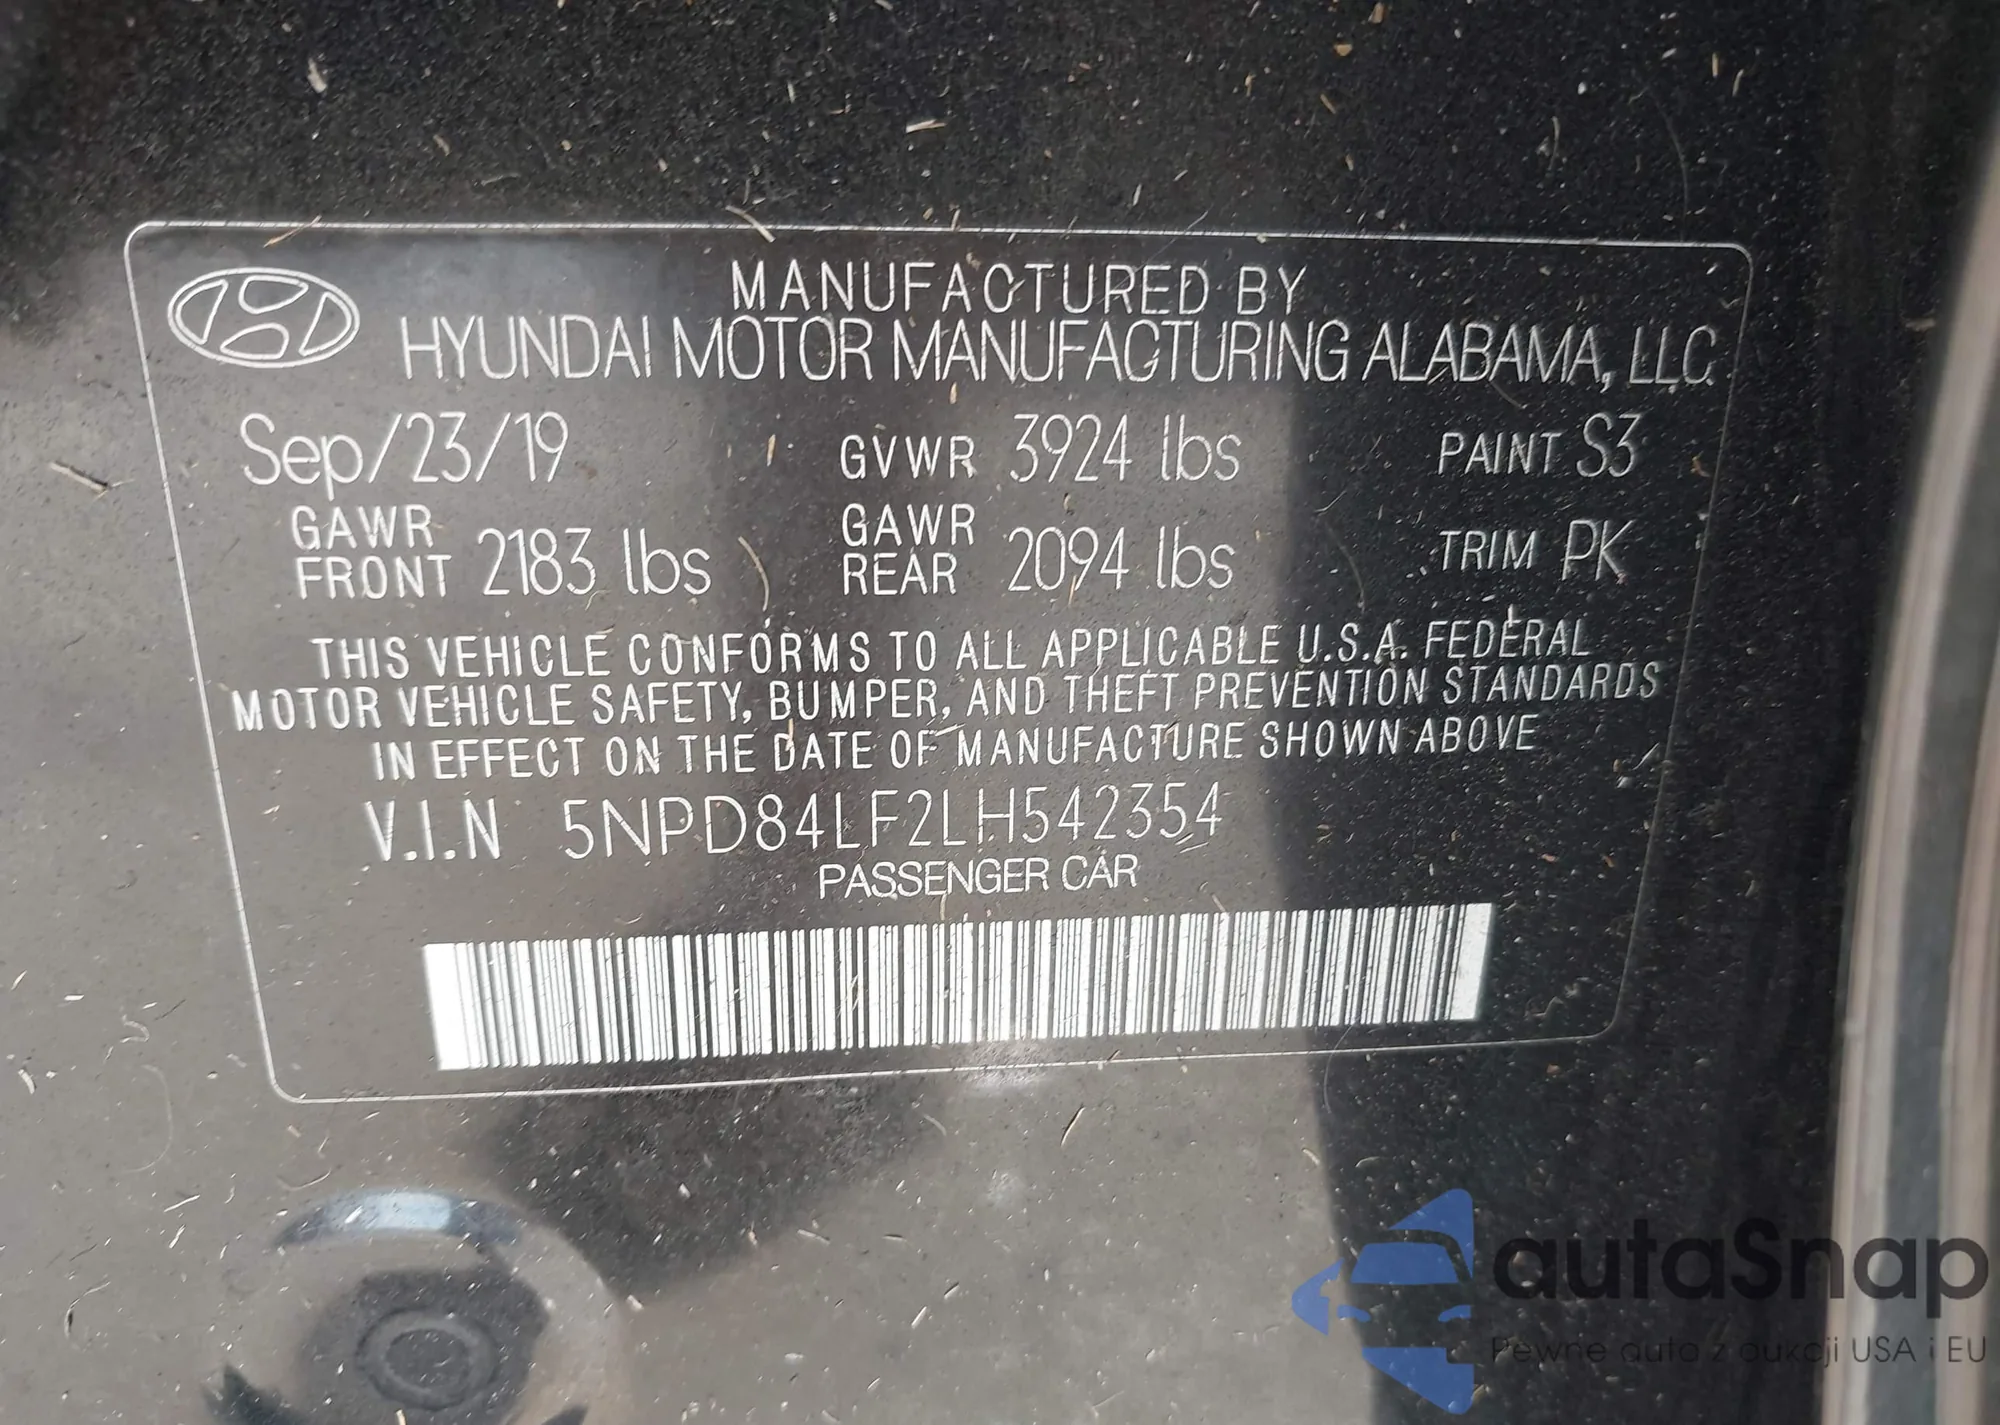 MANUFACTURED BY
HYUNDAI MOTOR MANUFACTURING ALABAMA, LLC
Sep/23/19 GVWR 3924 lbs PAINT S3
GAWR FRONT 2183 lbs GAWR REAR 2094 lbs TRIM PK
THIS VEHICLE CONFORMS TO ALL APPLICABLE U.S.A. FEDERAL
MOTOR VEHICLE SAFETY, BUMPER, AND THEFT PREVENTION STANDARDS
IN EFFECT ON THE DATE OF MANUFACTURE SHOWN ABOVE
V.I.N 5NPD84LF2LH542354
PASSENGER CAR
autaSnap
Pewne auta z aukcji USA i EU